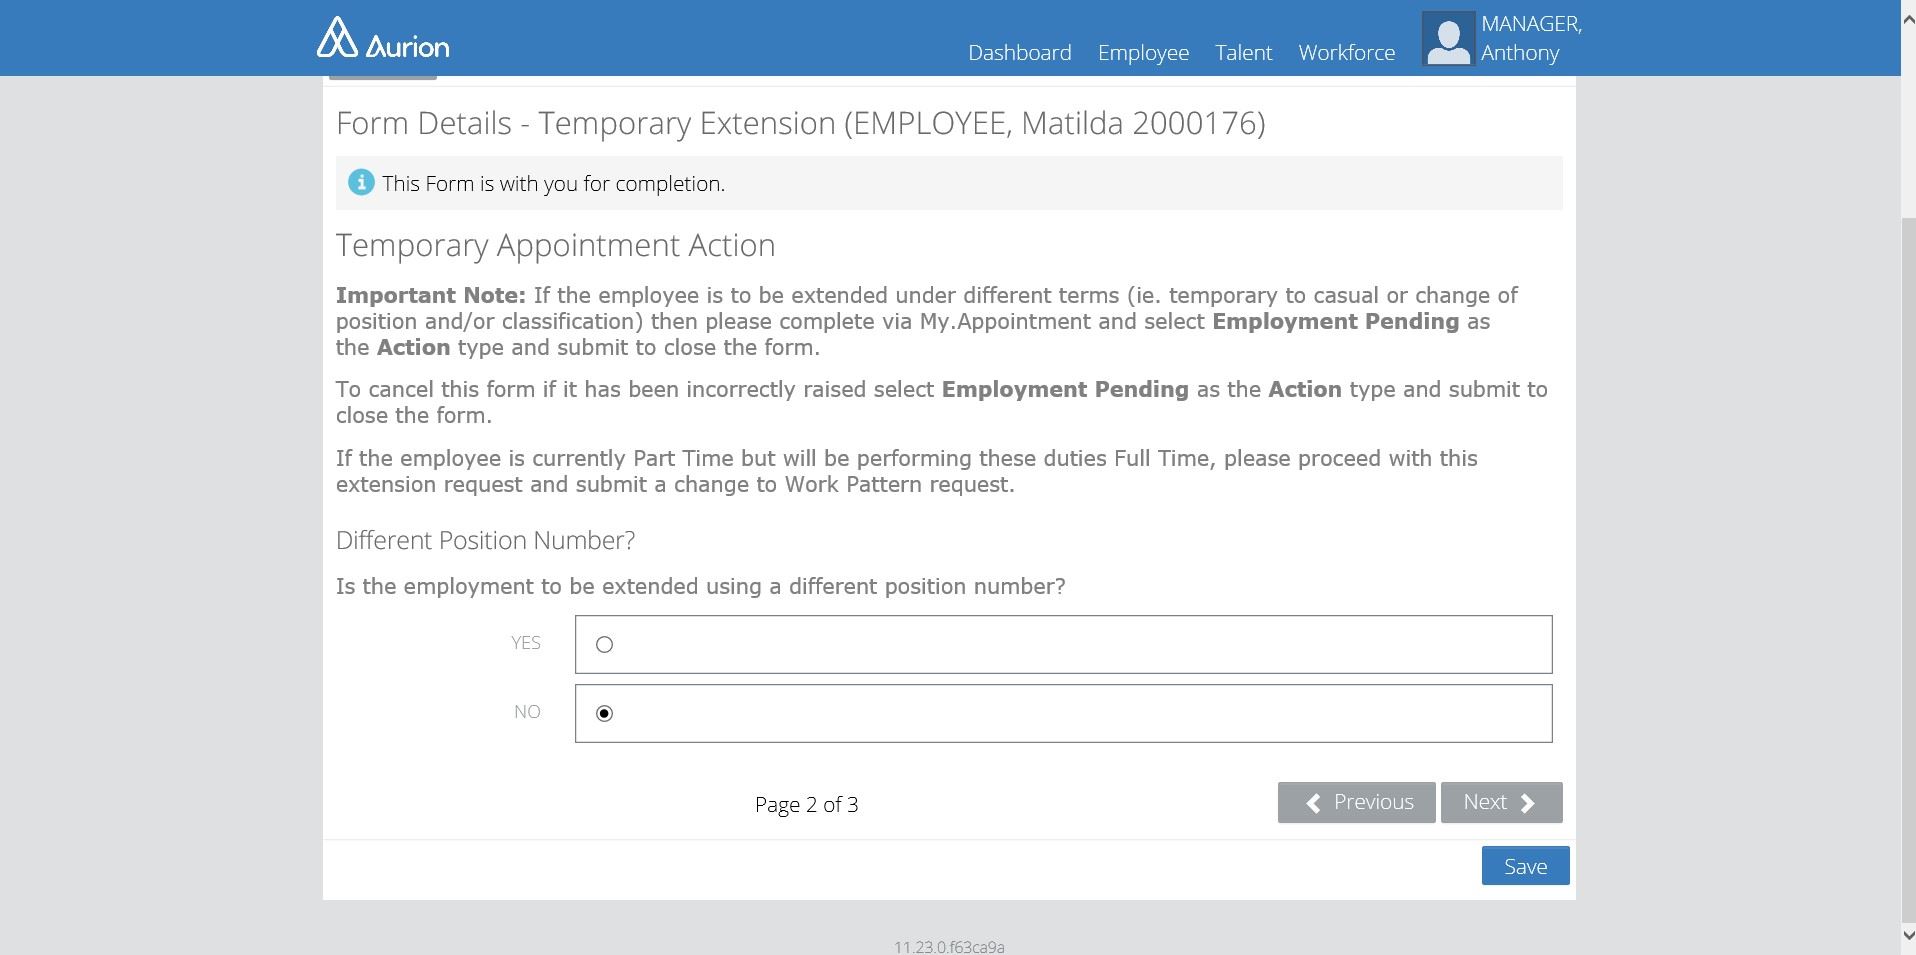 Aurion
Dashboard Employee Talent Workforce
MANAGER,
Anthony
Form Details - Temporary Extension (EMPLOYEE, Matilda 2000176)
This Form is with you for completion.
Temporary Appointment Action
Important Note: If the employee is to be extended under different terms (ie. temporary to casual or change of
position and/or classification) then please complete via My.Appointment and select Employment Pending as
the Action type and submit to close the form.
To cancel this form if it has been incorrectly raised select Employment Pending as the Action type and submit to
close the form.
If the employee is currently Part Time but will be performing these duties Full Time, please proceed with this
extension request and submit a change to Work Pattern request.
Different Position Number?
Is the employment to be extended using a different position number?
YES
NO
Page 2 of 3
Previous
Next
Save
11.23.0.f63ca9a